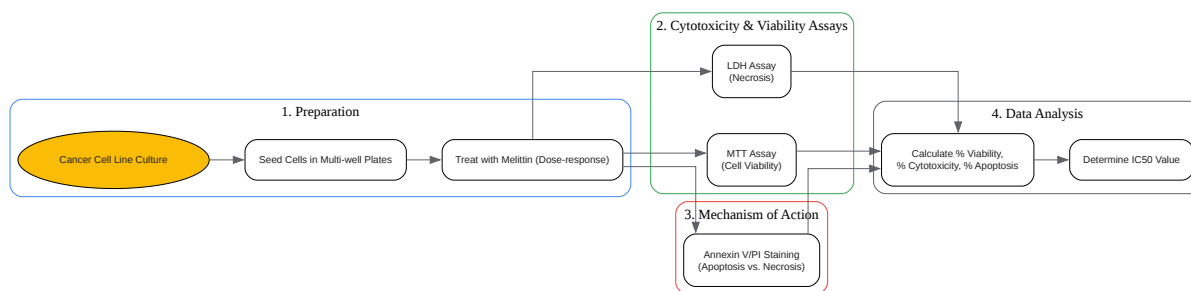 1. Preparation
Cancer Cell Line Culture
Seed Cells in Multi-well Plates
Treat with Melittin (Dose-response)
2. Cytotoxicity & Viability Assays
LDH Assay
(Necrosis)
MTT Assay
(Cell Viability)
3. Mechanism of Action
Annexin V/PI Staining
(Apoptosis vs. Necrosis)
4. Data Analysis
Calculate % Viability,
% Cytotoxicity, % Apoptosis
Determine IC50 Value